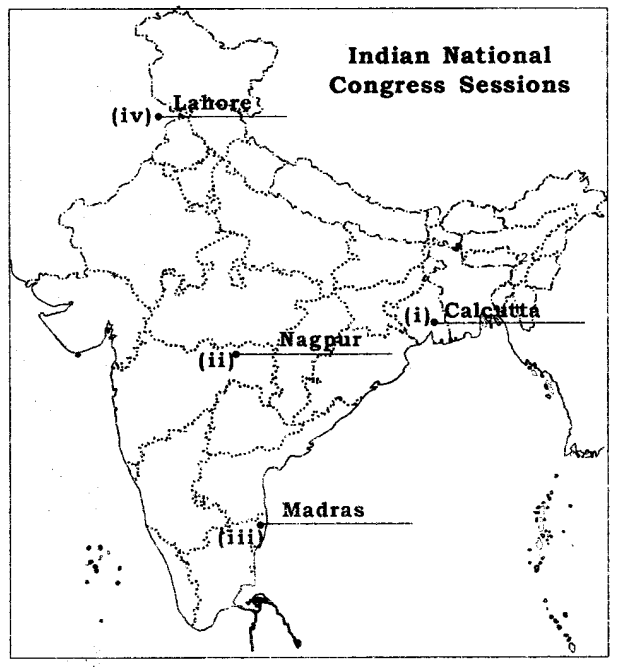 Indian National
Congress Sessions
(iv) Lahore
(i) Calcutta
(ii) Nagpur
Madras
(iii)